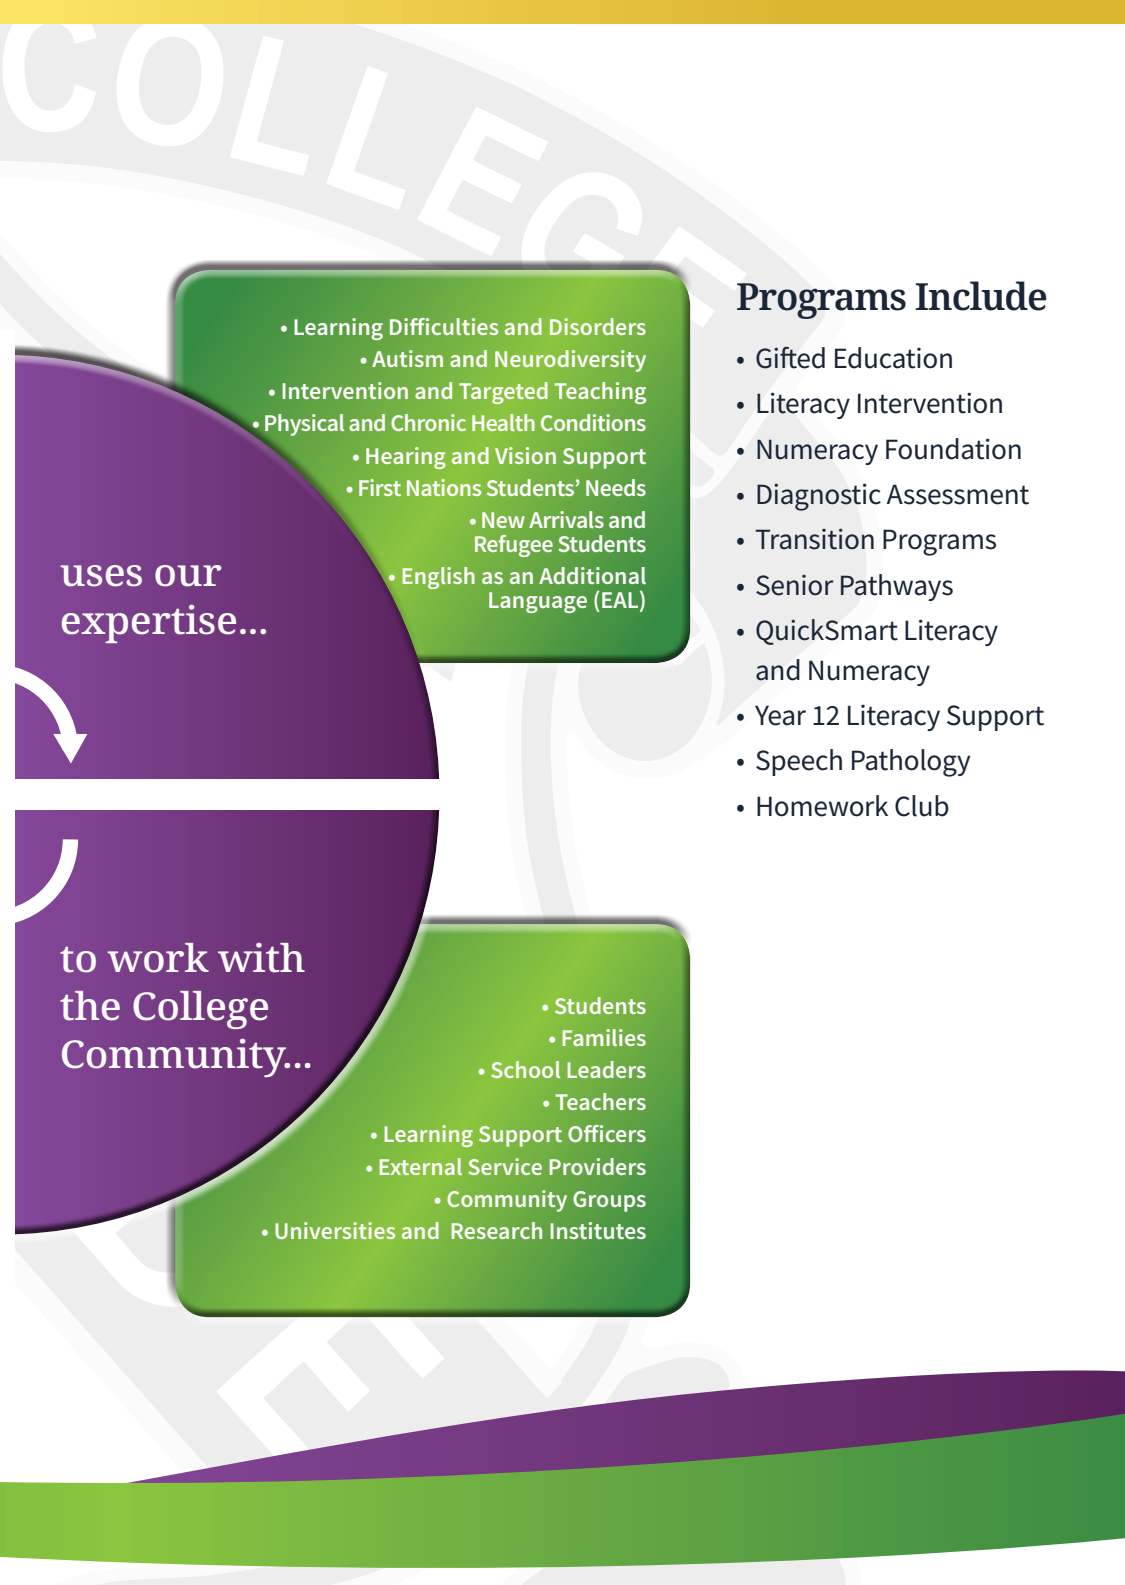 COLLEGE
• Learning Difficulties and Disorders
• Autism and Neurodiversity
• Intervention and Targeted Teaching
• Physical and Chronic Health Conditions
• Hearing and Vision Support
• First Nations Students’ Needs
• New Arrivals and
Refugee Students
• English as an Additional
Language (EAL)
uses our
expertise...
to work with
the College
Community...
• Students
• Families
• School Leaders
• Teachers
• Learning Support Officers
• External Service Providers
• Community Groups
• Universities and  Research Institutes
Programs Include
• Gifted Education
• Literacy Intervention
• Numeracy Foundation
• Diagnostic Assessment
• Transition Programs
• Senior Pathways
• QuickSmart Literacy
and Numeracy
• Year 12 Literacy Support
• Speech Pathology
• Homework Club